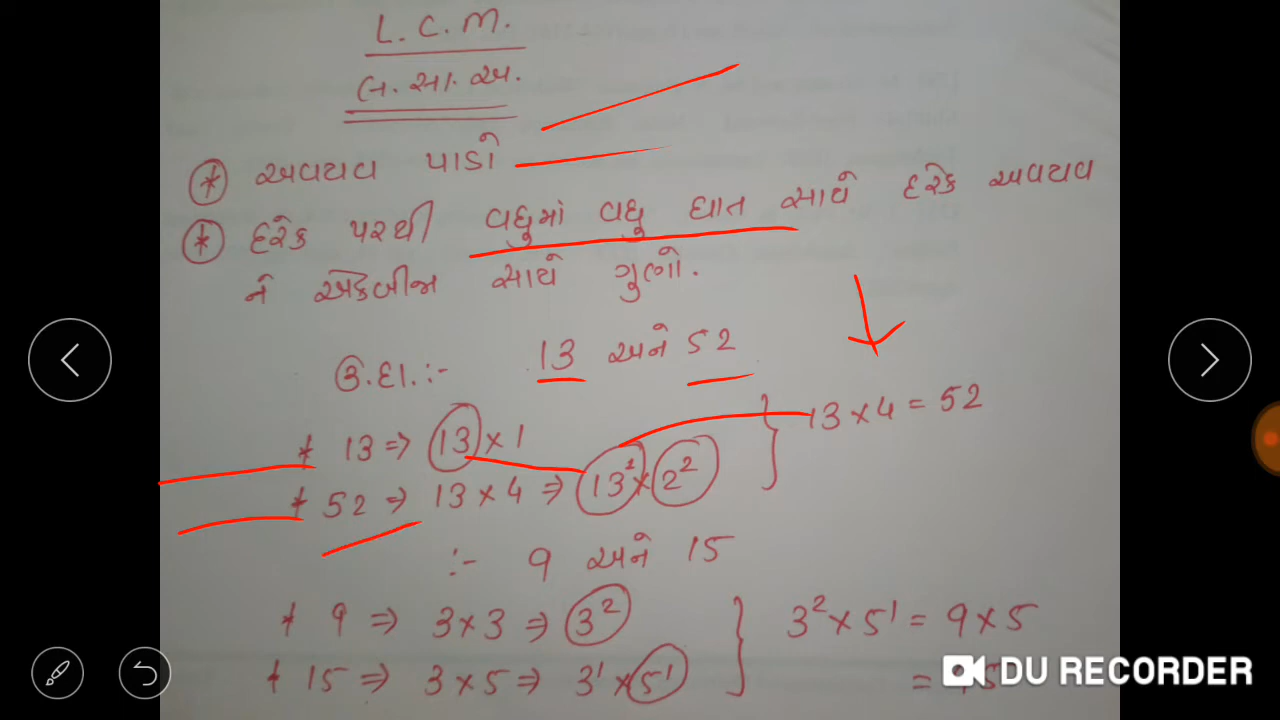 L.C.M.
લ.સા.અ.
* અવયવ પાડો
* દરેક પરથી વધુમાં વધુ ઘાત સાથે દરેક અવયવ
ને એકબીજા સાથે ગુણો.
ઉ.દા.:- 13 અને 52
* 13 ⇒ 13 × 1
* 52 ⇒ 13 × 4 ⇒ 13¹ × 2² } 13 × 4 = 52
:- 9 અને 15
* 9 ⇒ 3 × 3 ⇒ 3²
* 15 ⇒ 3 × 5 ⇒ 3¹ × 5¹ } 3² × 5¹ = 9 × 5
= 45
DU RECORDER